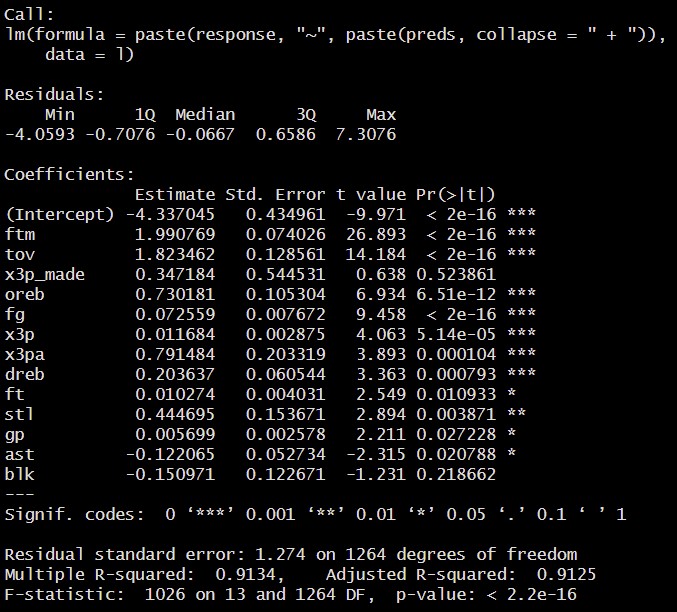 Call:
lm(formula = paste(response, "~", paste(preds, collapse = " + ")),
    data = l)

Residuals:
    Min      1Q  Median      3Q     Max
-4.0593 -0.7076 -0.0667  0.6586  7.3076

Coefficients:
             Estimate Std. Error t value Pr(>|t|)
(Intercept) -4.337045   0.434961  -9.971  < 2e-16 ***
ftm          1.990769   0.074026  26.893  < 2e-16 ***
tov          1.823462   0.128561  14.184  < 2e-16 ***
x3p_made     0.347184   0.544531   0.638 0.523861
oreb         0.730181   0.105304   6.934 6.51e-12 ***
fg           0.072559   0.007672   9.458  < 2e-16 ***
x3p          0.011684   0.002875   4.063 5.14e-05 ***
x3pa         0.791484   0.203319   3.893 0.000104 ***
dreb         0.203637   0.060544   3.363 0.000793 ***
ft           0.010274   0.004031   2.549 0.010933 *
stl          0.444695   0.153671   2.894 0.003871 **
gp           0.005699   0.002578   2.211 0.027228 *
ast         -0.122065   0.052734  -2.315 0.020788 *
blk         -0.150971   0.122671  -1.231 0.218662
---
Signif. codes:  0 ‘***’ 0.001 ‘**’ 0.01 ‘*’ 0.05 ‘.’ 0.1 ‘ ’ 1

Residual standard error: 1.274 on 1264 degrees of freedom
Multiple R-squared:  0.9134,    Adjusted R-squared:  0.9125
F-statistic:  1026 on 13 and 1264 DF,  p-value: < 2.2e-16